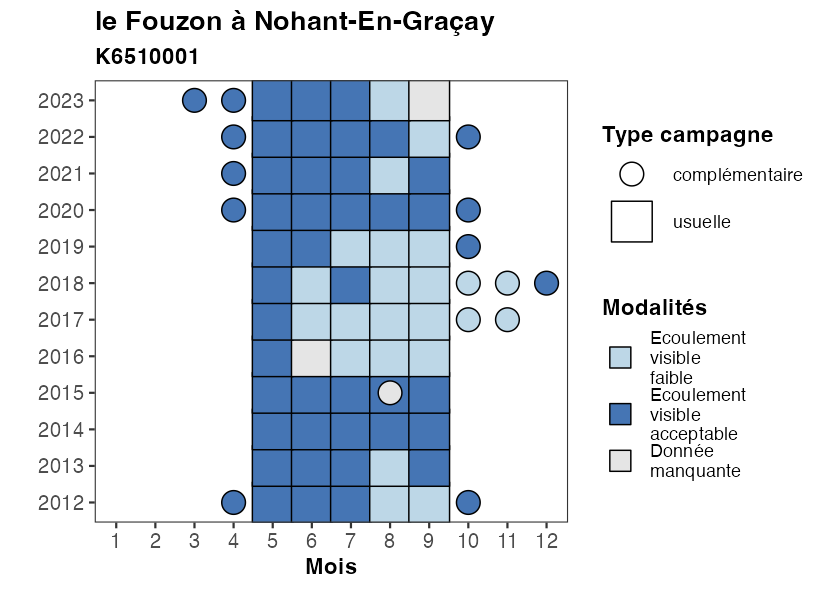 le Fouzon à Nohant-En-Graçay
K6510001
2023
2022
2021
2020
2019
2018
2017
2016
2015
2014
2013
2012
1 2 3 4 5 6 7 8 9 10 11 12
Mois
Type campagne
complémentaire
usuelle
Modalités
Ecoulement
visible
faible
Ecoulement
visible
acceptable
Donnée
manquante